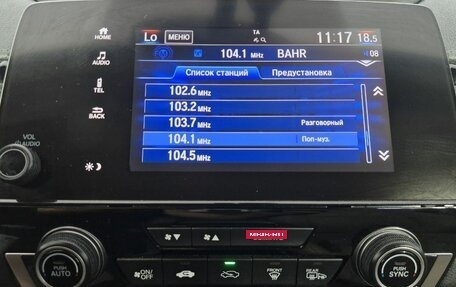 Lo МЕНЮ TA 11:17 18.5
104.1 MHz BAHR 08
Список станций Предустановка
102.6 MHz
103.2 MHz
103.7 MHz Разговорный
104.1 MHz Поп-муз.
104.5 MHz
HOME
AUDIO
TEL
BACK
VOL
AUDIO
PUSH
AUTO
ON/
OFF
FRONT
REAR
PUSH
SYNC